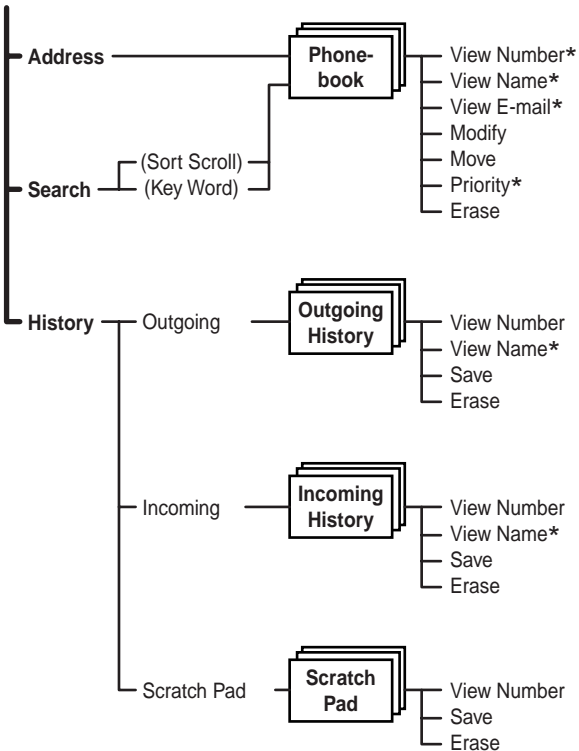 Address
Phone-
book
View Number*
View Name*
View E-mail*
Modify
Move
Priority*
Erase
Search
(Sort Scroll)
(Key Word)
History
Outgoing
Outgoing
History
View Number
View Name*
Save
Erase
Incoming
Incoming
History
View Number
View Name*
Save
Erase
Scratch Pad
Scratch
Pad
View Number
Save
Erase